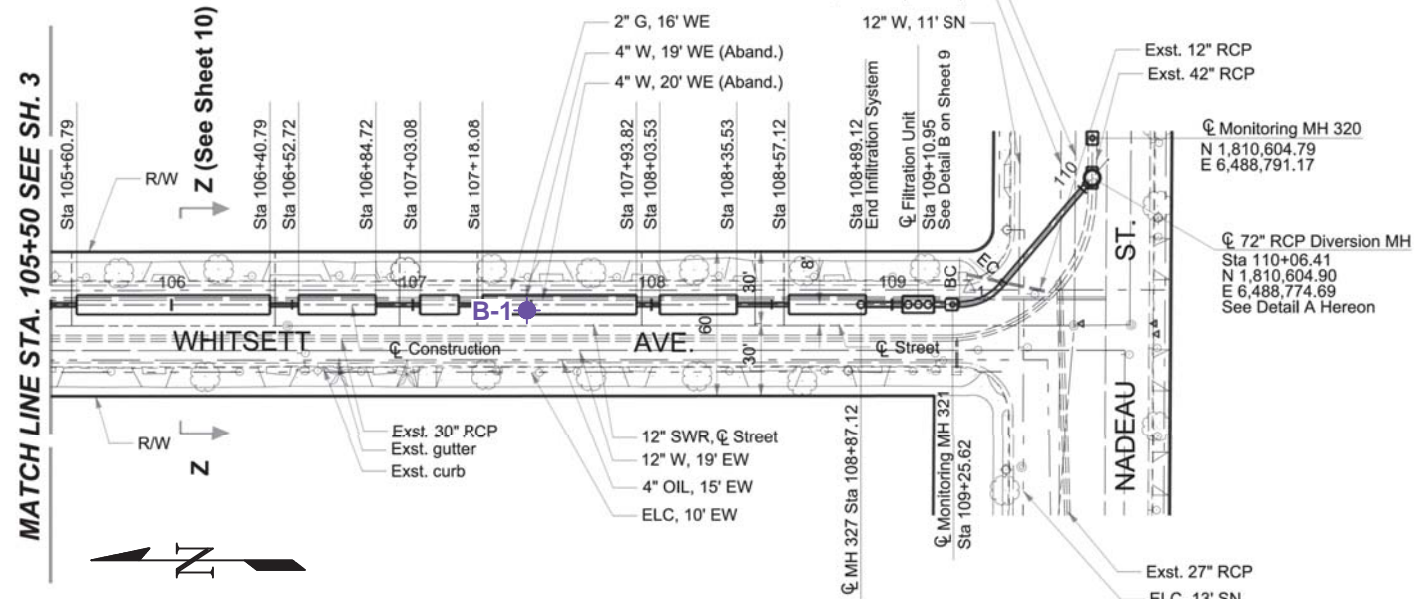 MATCH LINE STA. 105+50 SEE SH. 3
Z (See Sheet 10)
2" G, 16' WE
4" W, 19' WE (Aband.)
4" W, 20' WE (Aband.)
12" W, 11' SN
Exst. 12" RCP
Exst. 42" RCP
R/W
Sta 105+60.79
Sta 106+40.79
Sta 106+52.72
Sta 106+84.72
Sta 107+03.08
Sta 107+18.08
Sta 107+93.82
Sta 108+03.53
Sta 108+35.53
Sta 108+57.12
Sta 108+89.12
End Infiltration System
℄ Filtration Unit
Sta 109+10.95
See Detail B on Sheet 9
℄ Monitoring MH 320
N 1,810,604.79
E 6,488,791.17
℄ 72" RCP Diversion MH
Sta 110+06.41
N 1,810,604.90
E 6,488,774.69
See Detail A Hereon
106
107
108
109
110
BC
EC
B-1
8'
30'
60'
30'
WHITSETT
AVE.
℄ Construction
℄ Street
NADEAU
ST.
R/W
Z
Exst. 30" RCP
Exst. gutter
Exst. curb
12" SWR, ℄ Street
12" W, 19' EW
4" OIL, 15' EW
ELC, 10' EW
℄ MH 327 Sta 108+87.12
℄ Monitoring MH 321
Sta 109+25.62
Exst. 27" RCP
ELC, 13' SN
N